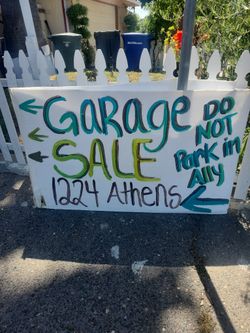 GaRaGe
SALE
1224 Athens
DO
NOT
Park in
Ally